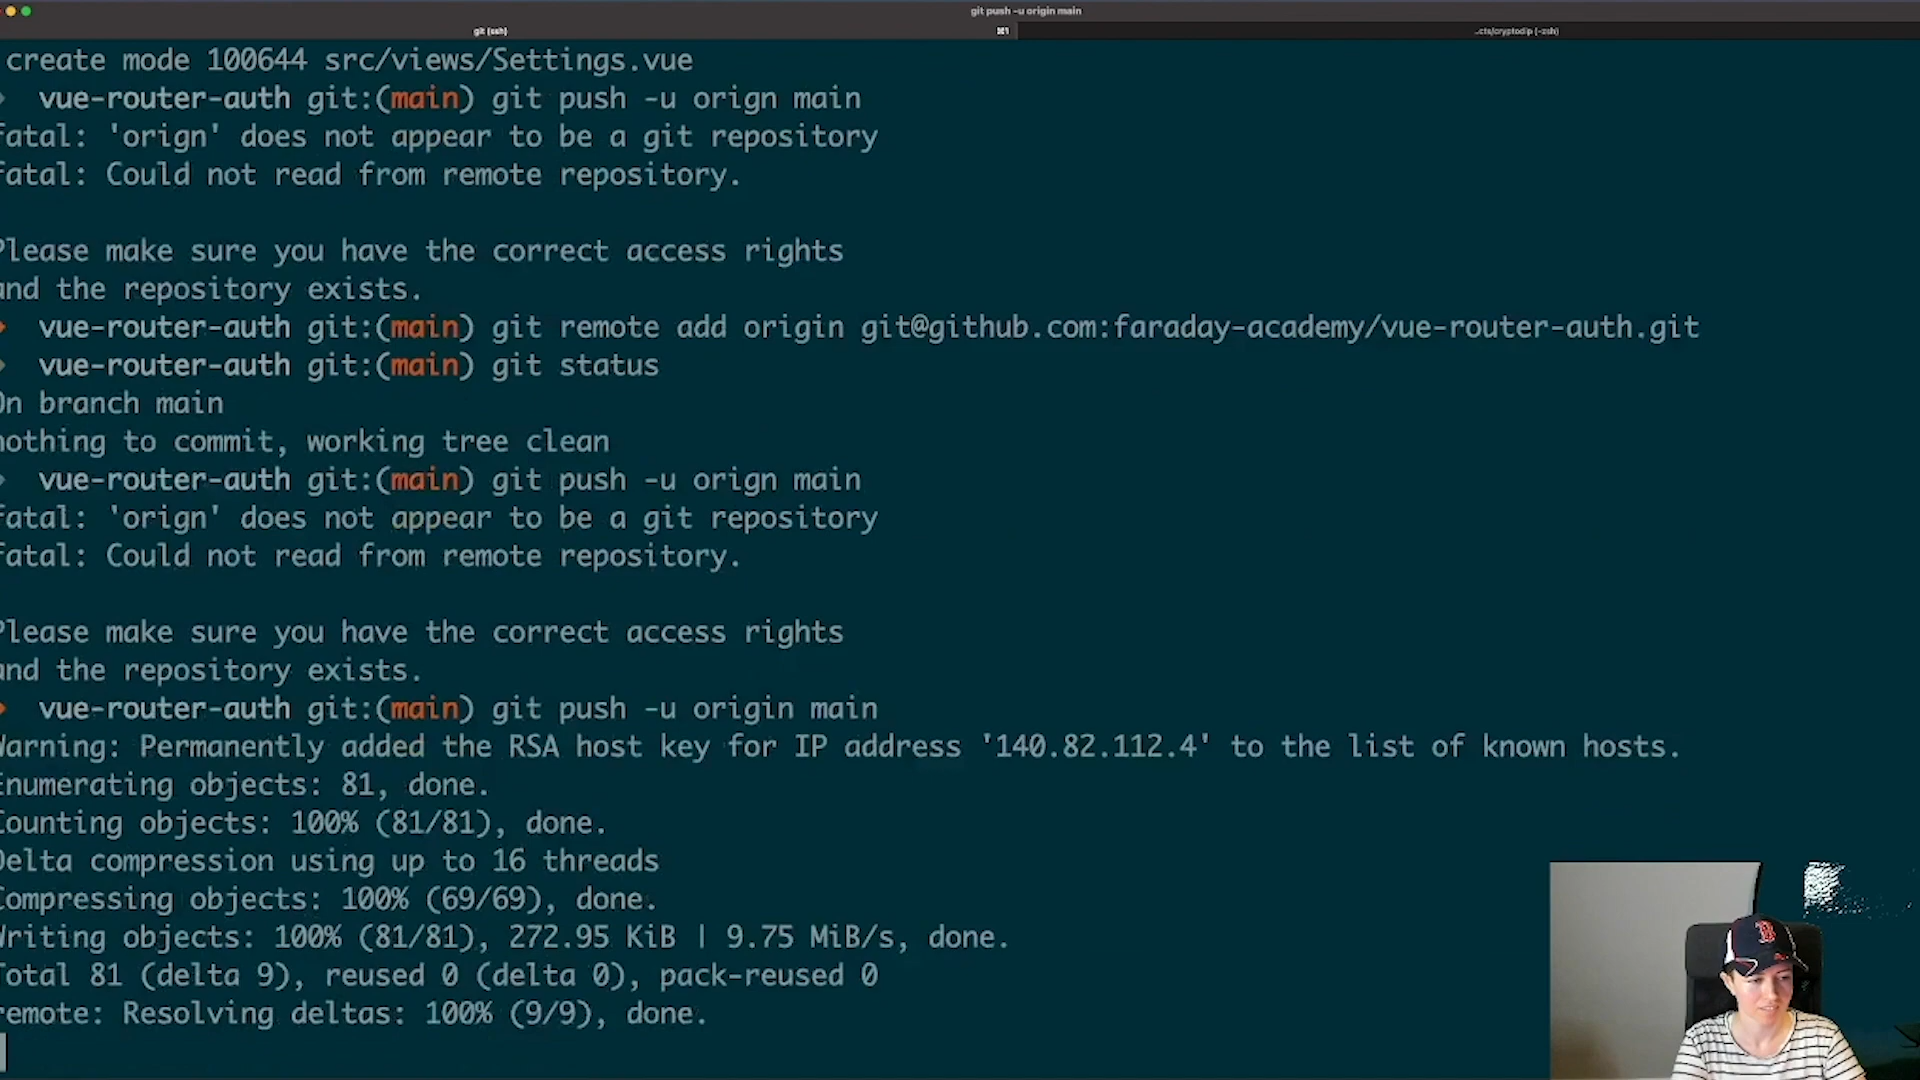 git push -u origin main
git (ssh)
⌘1
..cts/cryptodip (-zsh)
create mode 100644 src/views/Settings.vue
vue-router-auth git:(main) git push -u orign main
fatal: 'orign' does not appear to be a git repository
fatal: Could not read from remote repository.
Please make sure you have the correct access rights
and the repository exists.
vue-router-auth git:(main) git remote add origin git@github.com:faraday-academy/vue-router-auth.git
vue-router-auth git:(main) git status
On branch main
nothing to commit, working tree clean
vue-router-auth git:(main) git push -u orign main
fatal: 'orign' does not appear to be a git repository
fatal: Could not read from remote repository.
Please make sure you have the correct access rights
and the repository exists.
vue-router-auth git:(main) git push -u origin main
Warning: Permanently added the RSA host key for IP address '140.82.112.4' to the list of known hosts.
Enumerating objects: 81, done.
Counting objects: 100% (81/81), done.
Delta compression using up to 16 threads
Compressing objects: 100% (69/69), done.
Writing objects: 100% (81/81), 272.95 KiB | 9.75 MiB/s, done.
Total 81 (delta 9), reused 0 (delta 0), pack-reused 0
remote: Resolving deltas: 100% (9/9), done.
B